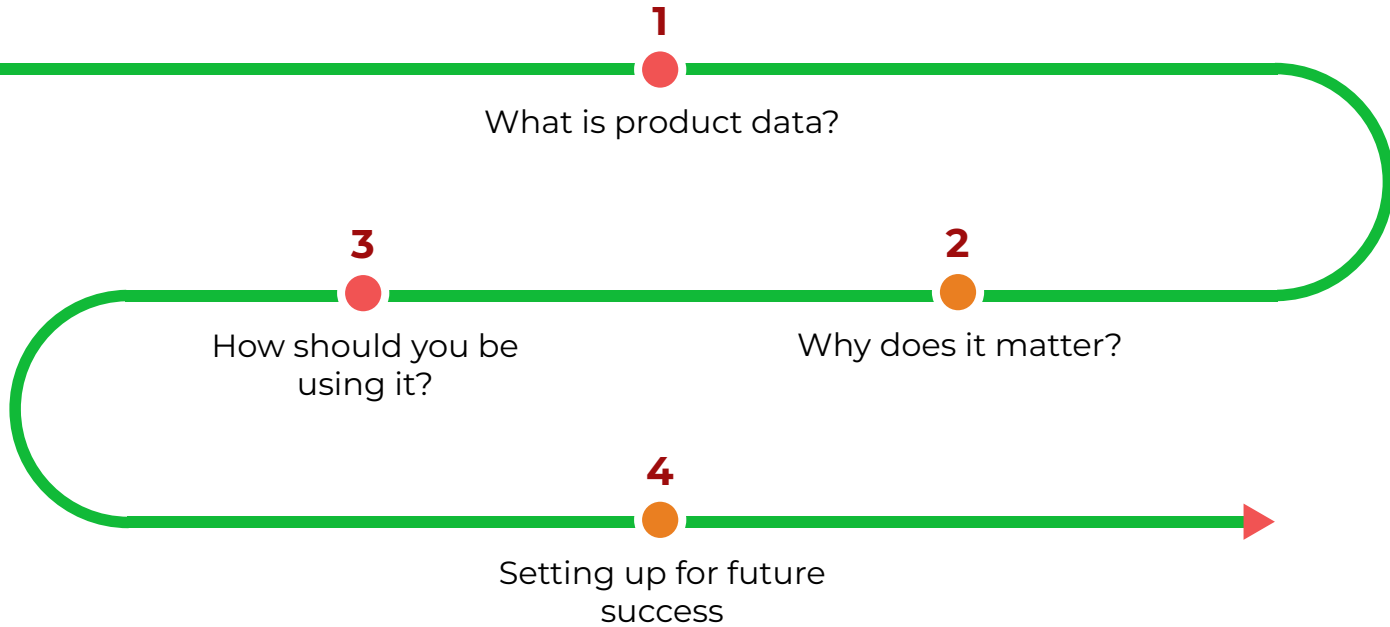 1
What is product data?
2
Why does it matter?
3
How should you be
using it?
4
Setting up for future
success